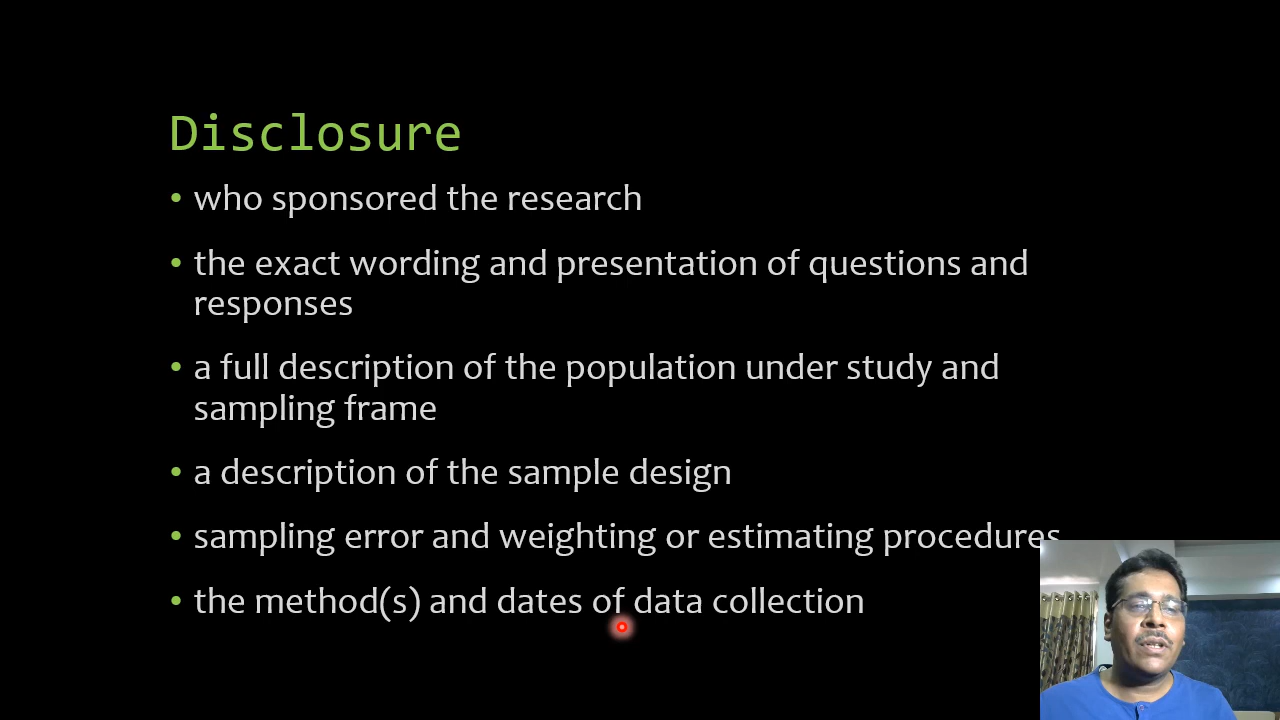 Disclosure
• who sponsored the research
• the exact wording and presentation of questions and
responses
• a full description of the population under study and
sampling frame
• a description of the sample design
• sampling error and weighting or estimating procedures
• the method(s) and dates of data collection